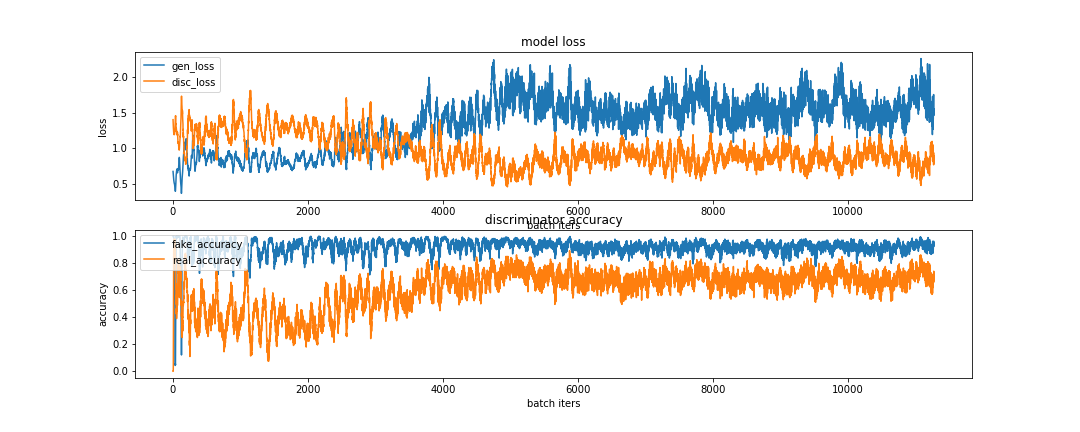 model loss
gen_loss
disc_loss
loss
2.0
1.5
1.0
0.5
0 2000 4000 6000 8000 10000
batch iters
discriminator accuracy
fake_accuracy
real_accuracy
accuracy
1.0
0.8
0.6
0.4
0.2
0.0
0 2000 4000 6000 8000 10000
batch iters